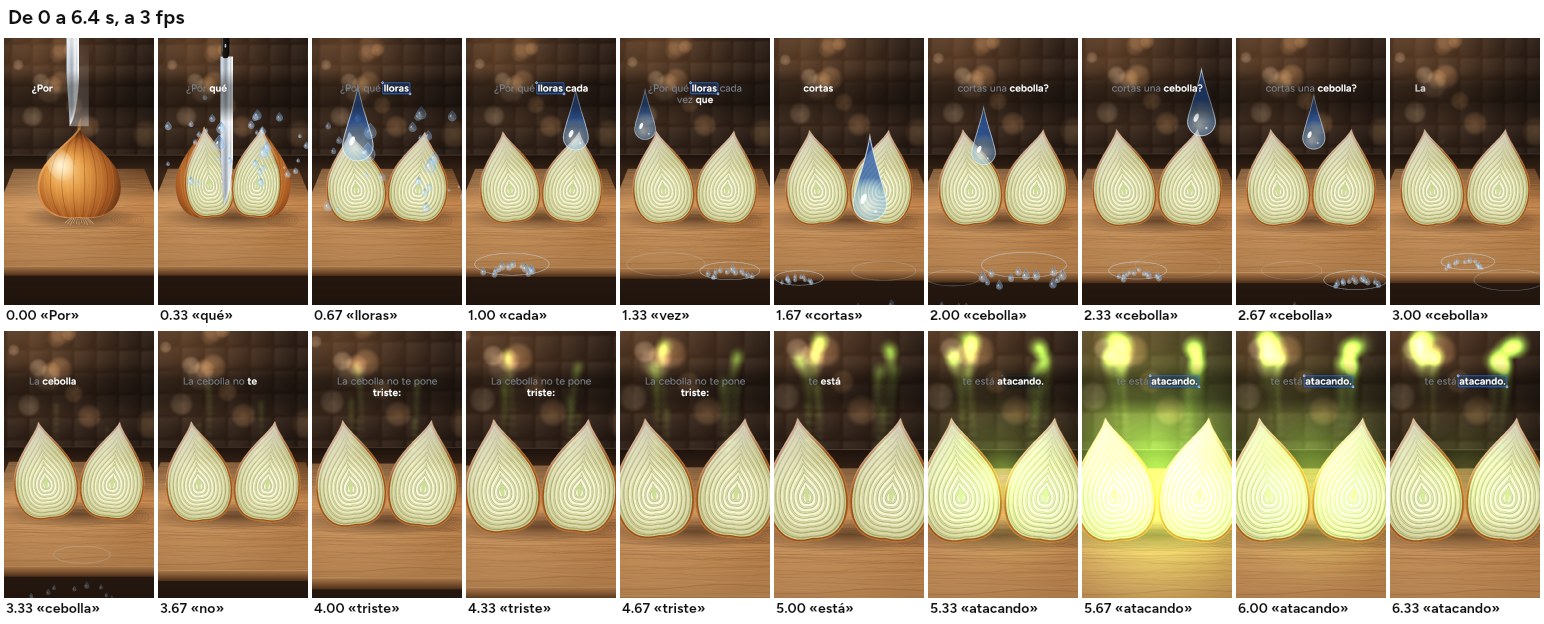 De 0 a 6.4 s, a 3 fps
¿Por
¿Por qué
¿Por qué lloras
¿Por qué lloras cada
¿Por qué lloras cada
vez que
cortas
cortas una cebolla?
cortas una cebolla?
cortas una cebolla?
La
0.00 «Por»
0.33 «qué»
0.67 «lloras»
1.00 «cada»
1.33 «vez»
1.67 «cortas»
2.00 «cebolla»
2.33 «cebolla»
2.67 «cebolla»
3.00 «cebolla»
La cebolla
La cebolla no te
La cebolla no te pone
triste:
La cebolla no te pone
triste:
La cebolla no te pone
triste:
te está
te está atacando.
te está atacando.
te está atacando.
te está atacando.
3.33 «cebolla»
3.67 «no»
4.00 «triste»
4.33 «triste»
4.67 «triste»
5.00 «está»
5.33 «atacando»
5.67 «atacando»
6.00 «atacando»
6.33 «atacando»